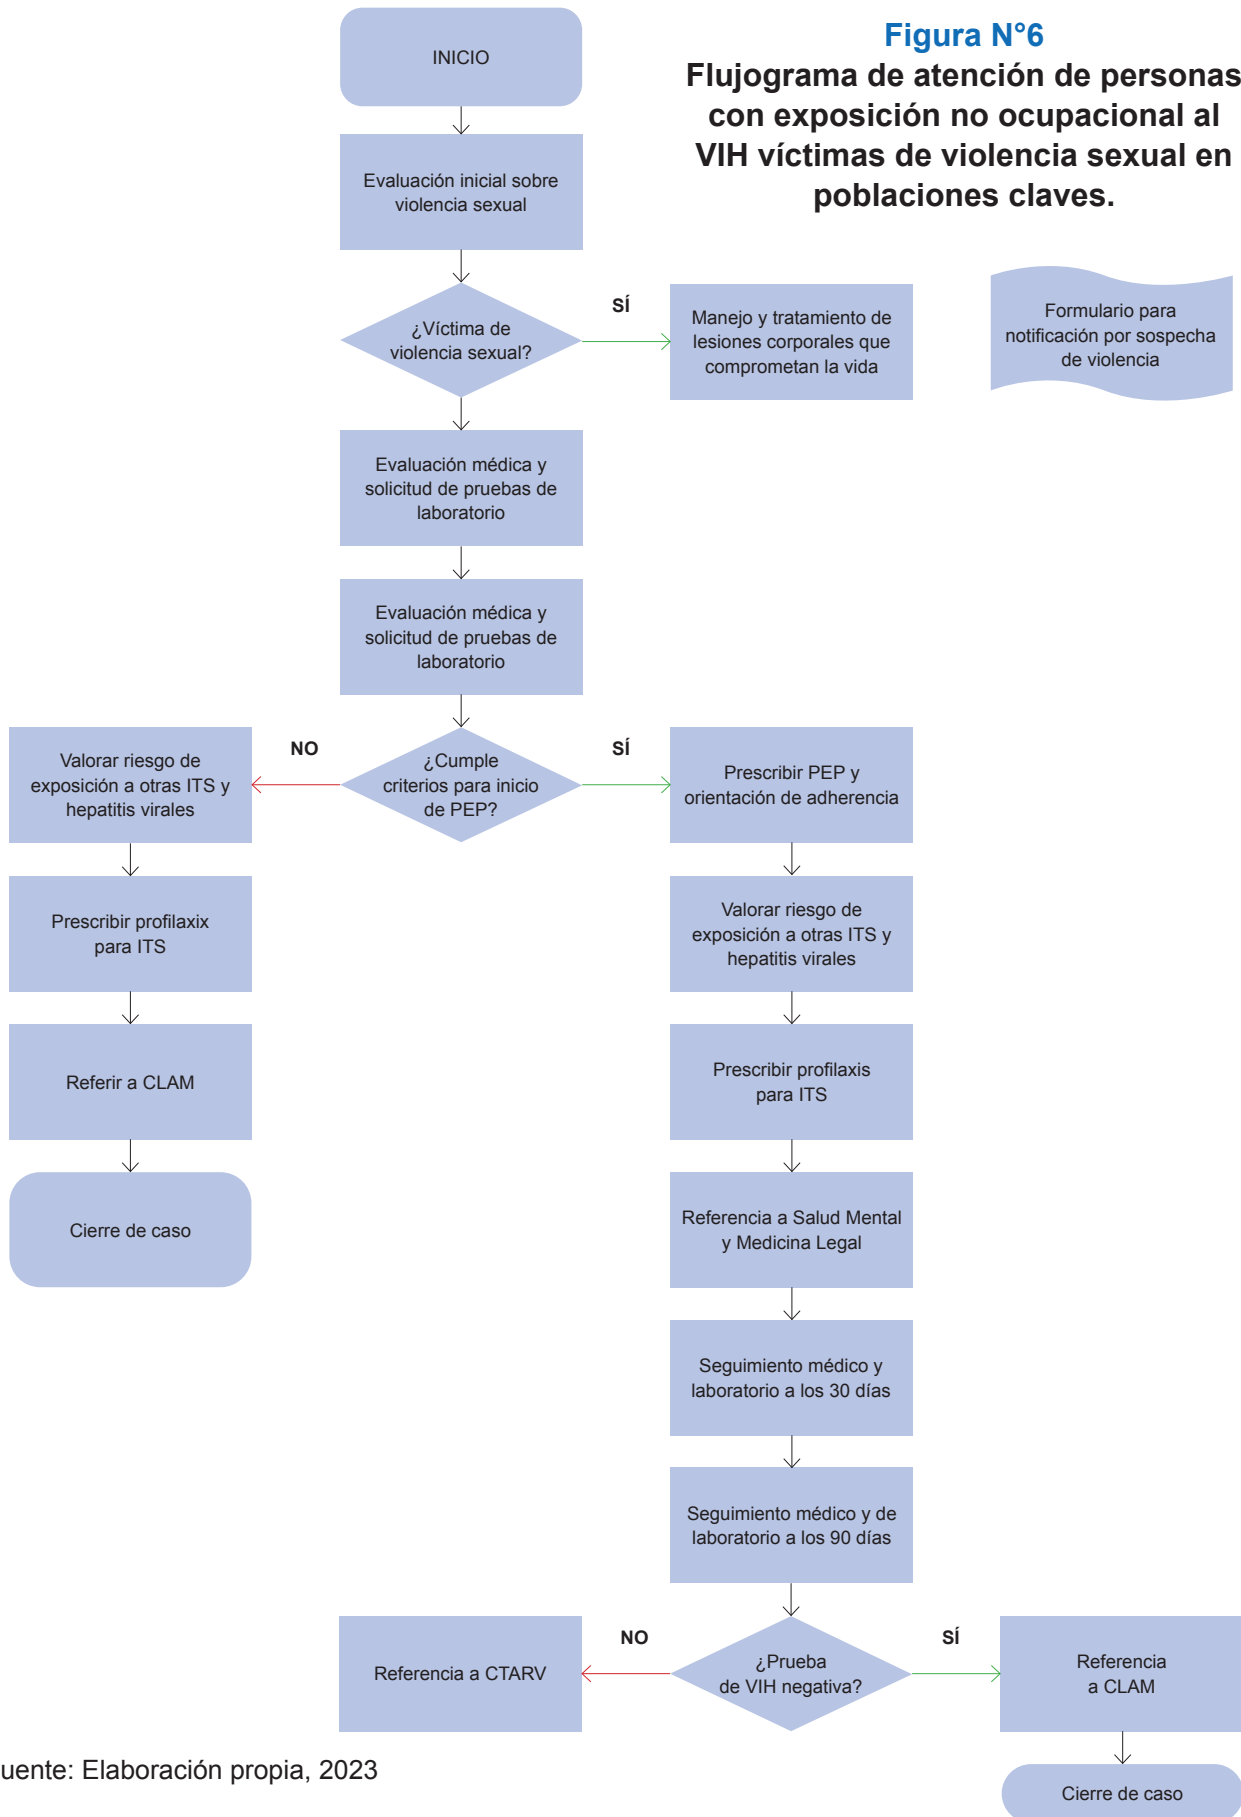 Figura N°6
Flujograma de atención de personas
con exposición no ocupacional al
VIH víctimas de violencia sexual en
poblaciones claves.
INICIO
Evaluación inicial sobre
violencia sexual
¿Víctima de
violencia sexual?
SÍ
Manejo y tratamiento de
lesiones corporales que
comprometan la vida
Formulario para
notificación por sospecha
de violencia
Evaluación médica y
solicitud de pruebas de
laboratorio
Evaluación médica y
solicitud de pruebas de
laboratorio
¿Cumple
criterios para inicio
de PEP?
NO
Valorar riesgo de
exposición a otras ITS y
hepatitis virales
Prescribir profilaxix
para ITS
Referir a CLAM
Cierre de caso
SÍ
Prescribir PEP y
orientación de adherencia
Valorar riesgo de
exposición a otras ITS y
hepatitis virales
Prescribir profilaxis
para ITS
Referencia a Salud Mental
y Medicina Legal
Seguimiento médico y
laboratorio a los 30 días
Seguimiento médico y de
laboratorio a los 90 días
¿Prueba
de VIH negativa?
NO
Referencia a CTARV
SÍ
Referencia
a CLAM
Cierre de caso
uente: Elaboración propia, 2023